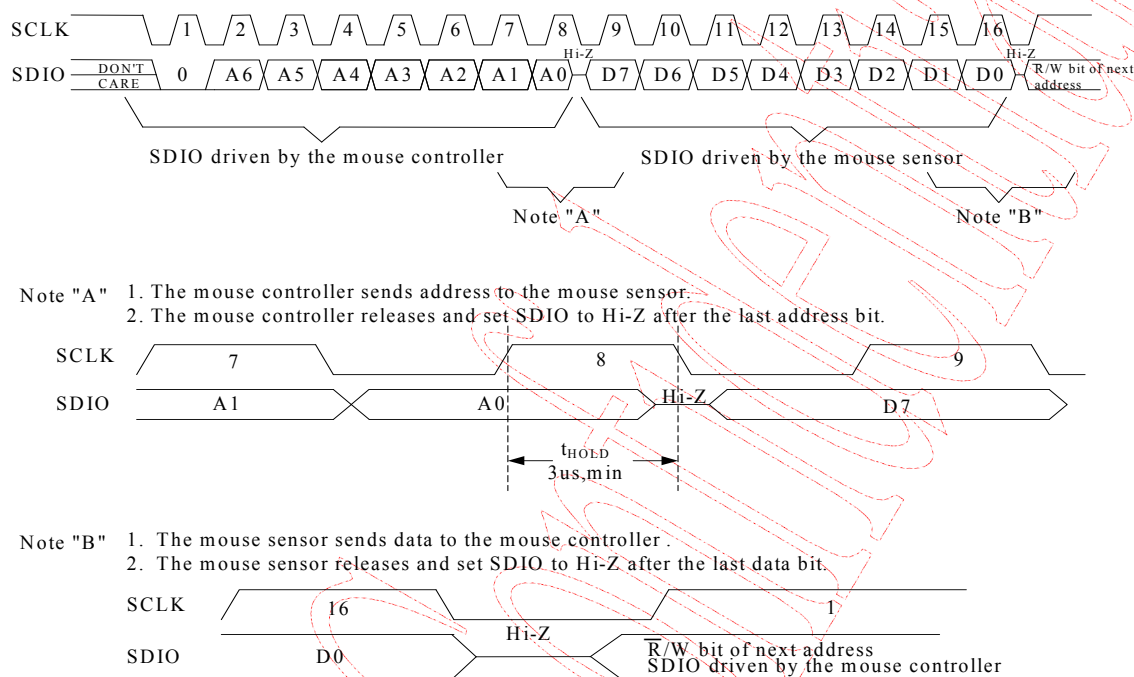 SCLK 1 2 3 4 5 6 7 8 9 10 11 12 13 14 15 16
Hi-Z Hi-Z
SDIO DON'T CARE 0 A6 A5 A4 A3 A2 A1 A0 D7 D6 D5 D4 D3 D2 D1 D0 R̅/W bit of next address
SDIO driven by the mouse controller SDIO driven by the mouse sensor
Note "A" Note "B"
Note "A" 1. The mouse controller sends address to the mouse sensor.
2. The mouse controller releases and set SDIO to Hi-Z after the last address bit.
SCLK 7 8 9
SDIO A1 A0 Hi-Z D7
tHOLD
3us,min
Note "B" 1. The mouse sensor sends data to the mouse controller .
2. The mouse sensor releases and set SDIO to Hi-Z after the last data bit.
SCLK 16 1
Hi-Z
SDIO D0 R̅/W bit of next address
SDIO driven by the mouse controller